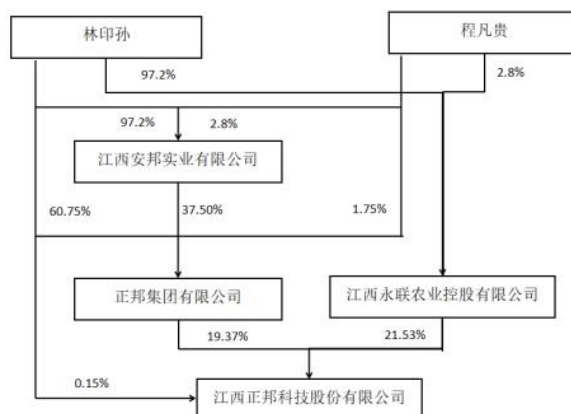 林印孙
程凡贵
97.2%
2.8%
97.2%
2.8%
江西安邦实业有限公司
60.75%
37.50%
1.75%
正邦集团有限公司
江西永联农业控股有限公司
19.37%
21.53%
0.15%
江西正邦科技股份有限公司